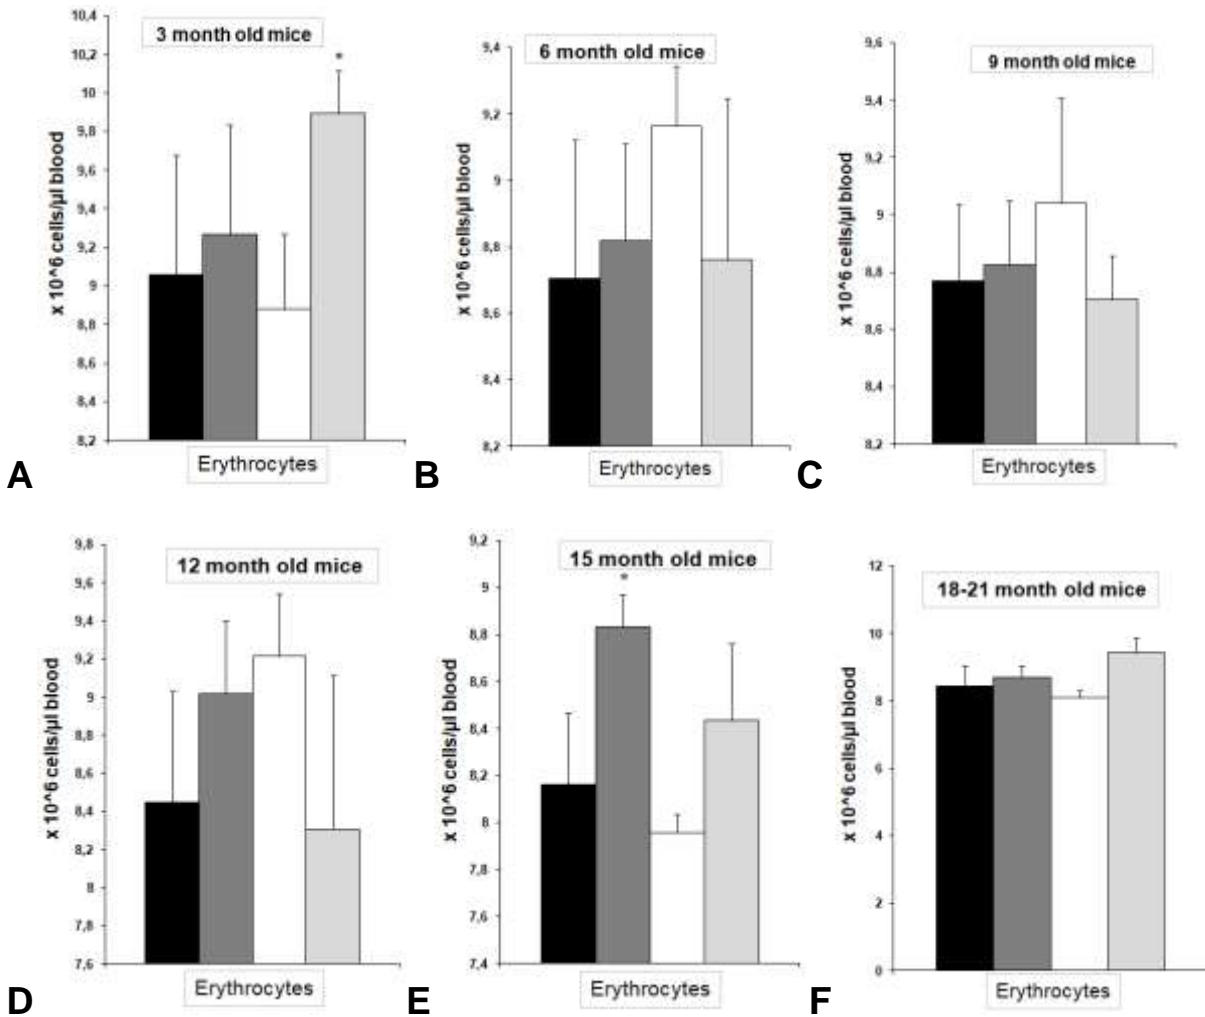 3 month old mice
*
x 10^6 cells/µl blood
10,4
10,2
10
9,8
9,6
9,4
9,2
9
8,8
8,6
8,4
8,2
Erythrocytes
A
6 month old mice
x 10^6 cells/µl blood
9,4
9,2
9
8,8
8,6
8,4
8,2
Erythrocytes
B
9 month old mice
x 10^6 cells/µl blood
9,6
9,4
9,2
9
8,8
8,6
8,4
8,2
Erythrocytes
C
12 month old mice
x 10^6 cells/µl blood
9,8
9,6
9,4
9,2
9
8,8
8,6
8,4
8,2
8
7,8
7,6
Erythrocytes
D
15 month old mice
*
x 10^6 cells/µl blood
9,2
9
8,8
8,6
8,4
8,2
8
7,8
7,6
7,4
Erythrocytes
E
18-21 month old mice
x 10^6 cells/µl blood
12
10
8
6
4
2
0
Erythrocytes
F